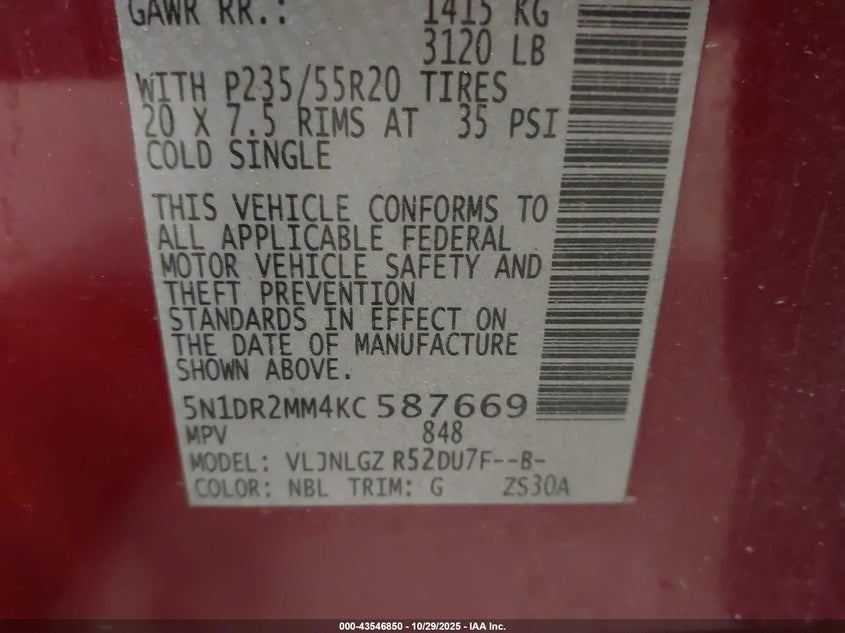 GAWR RR.: 1415 KG
3120 LB
WITH P235/55R20 TIRES
20 X 7.5 RIMS AT 35 PSI
COLD SINGLE
THIS VEHICLE CONFORMS TO
ALL APPLICABLE FEDERAL
MOTOR VEHICLE SAFETY AND
THEFT PREVENTION
STANDARDS IN EFFECT ON
THE DATE OF MANUFACTURE
SHOWN ABOVE.
5N1DR2MM4KC 587669
MPV 848
MODEL: VLJNLGZ R52DU7F--B-
COLOR: NBL TRIM: G ZS30A
000-43546850 - 10/29/2025 - IAA Inc.